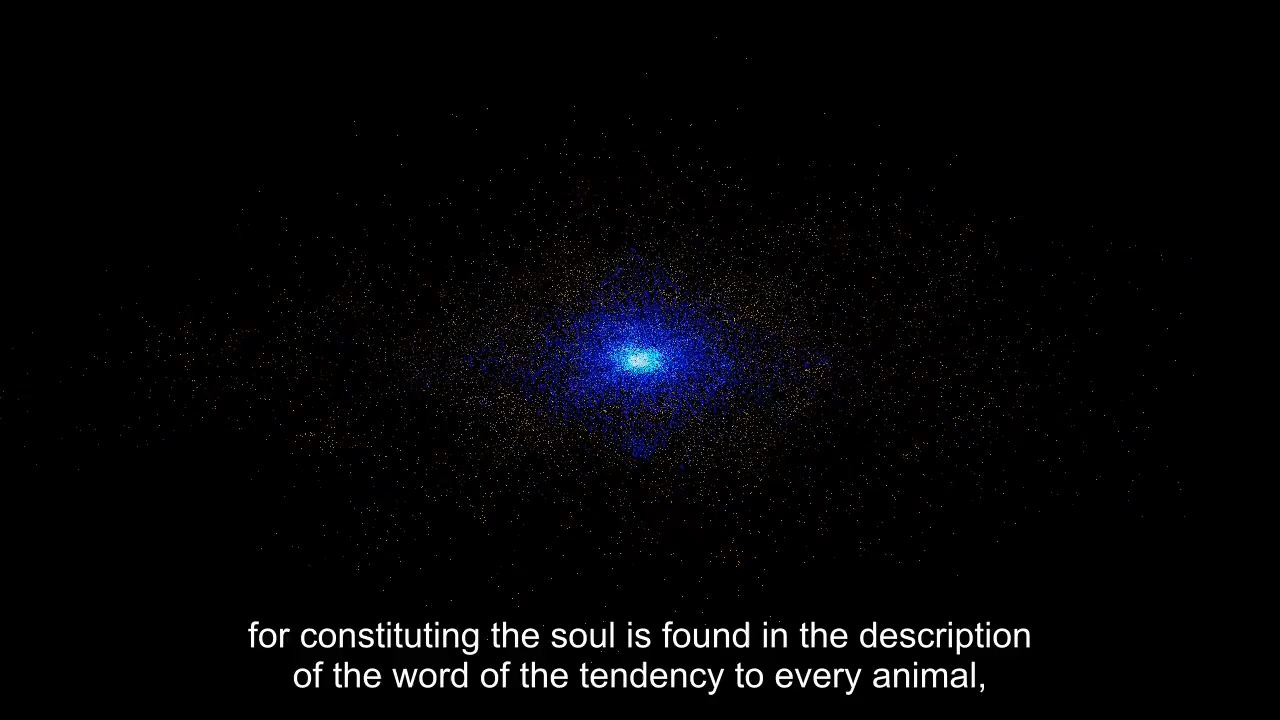 for constituting the soul is found in the description
of the word of the tendency to every animal,